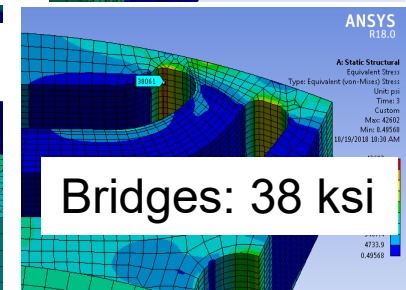 ANSYS
R18.0
A: Static Structural
Equivalent Stress
Type: Equivalent (von-Mises) Stress
Unit: psi
Time: 3
Custom
Max: 42602
Min: 0.49568
10/19/2018 10:30 AM
38061
Bridges: 38 ksi
4733.9
0.49568